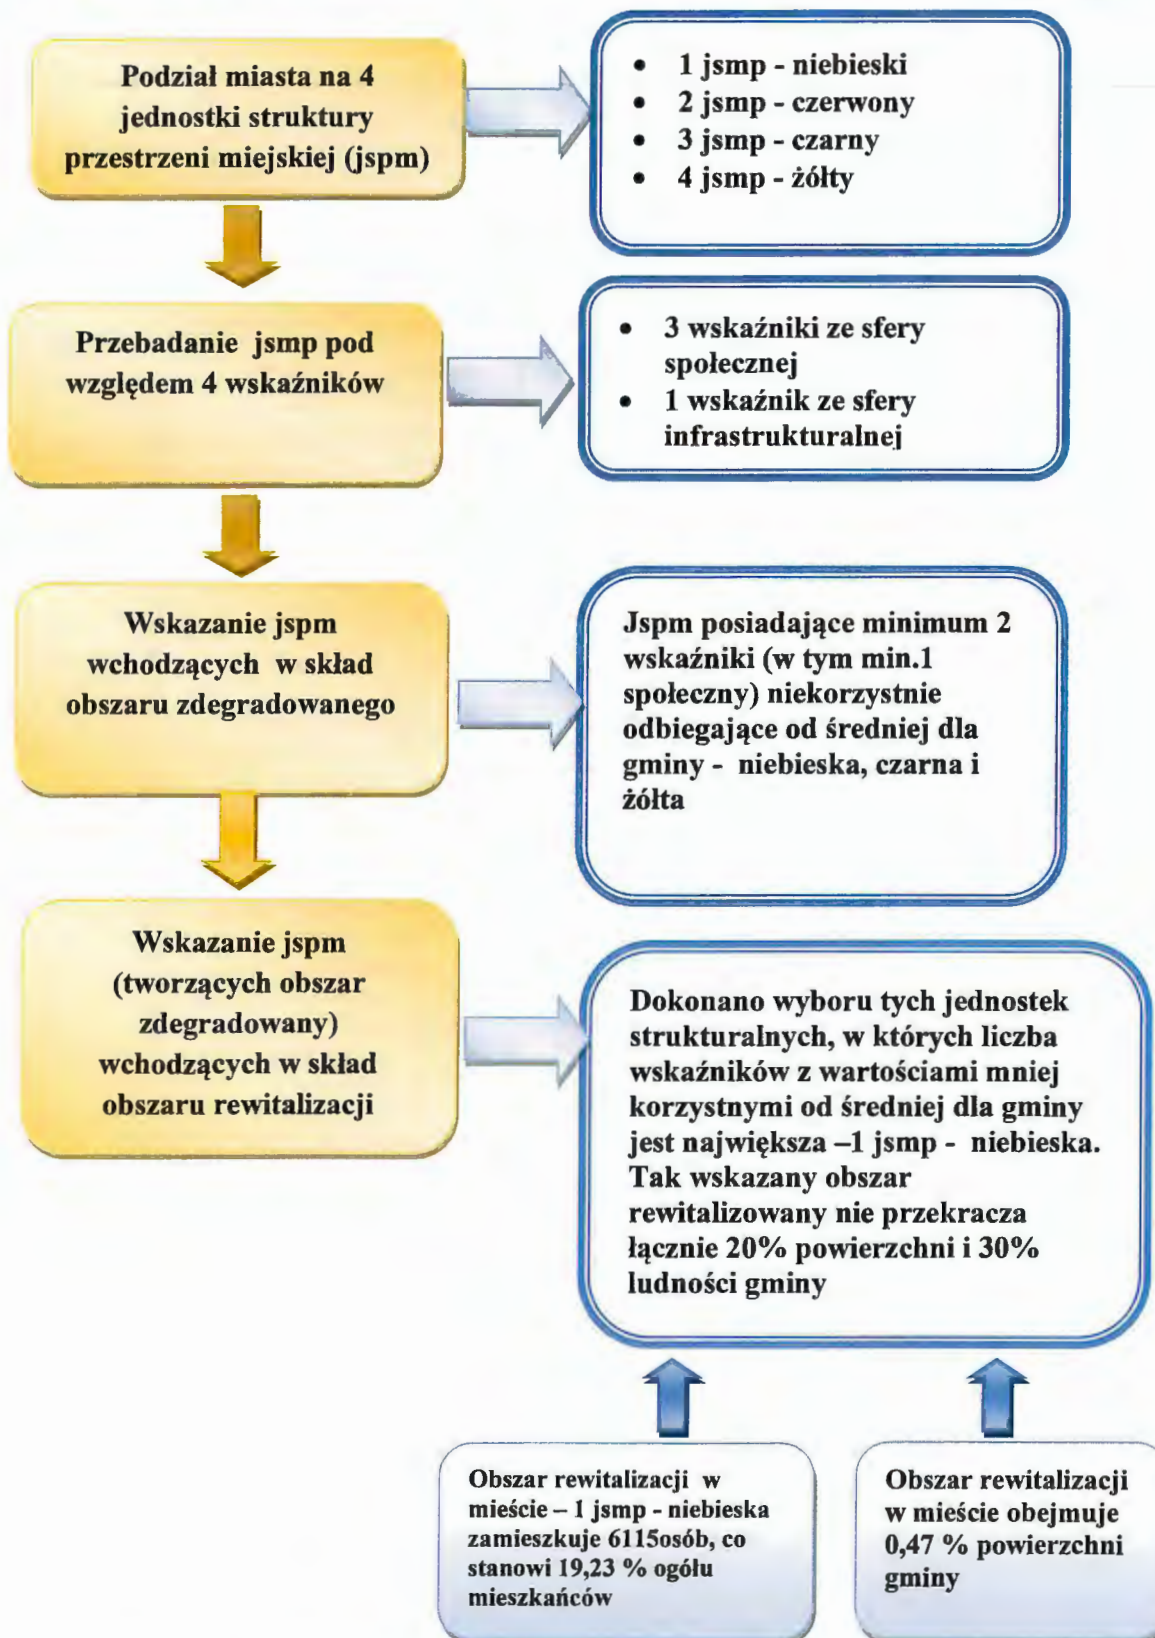 Podział miasta na 4
jednostki struktury
przestrzeni miejskiej (jspm)
• 1 jsmp - niebieski
• 2 jsmp - czerwony
• 3 jsmp - czarny
• 4 jsmp - żółty
Przebadanie jsmp pod
względem 4 wskaźników
• 3 wskaźniki ze sfery
społecznej
• 1 wskaźnik ze sfery
infrastrukturalnej
Wskazanie jspm
wchodzących w skład
obszaru zdegradowanego
Jspm posiadające minimum 2
wskaźniki (w tym min.1
społeczny) niekorzystnie
odbiegające od średniej dla
gminy - niebieska, czarna i
żółta
Wskazanie jspm
(tworzących obszar
zdegradowany)
wchodzących w skład
obszaru rewitalizacji
Dokonano wyboru tych jednostek
strukturalnych, w których liczba
wskaźników z wartościami mniej
korzystnymi od średniej dla gminy
jest największa –1 jsmp - niebieska.
Tak wskazany obszar
rewitalizowany nie przekracza
łącznie 20% powierzchni i 30%
ludności gminy
Obszar rewitalizacji w
mieście – 1 jsmp - niebieska
zamieszkuje 6115osób, co
stanowi 19,23 % ogółu
mieszkańców
Obszar rewitalizacji
w mieście obejmuje
0,47 % powierzchni
gminy